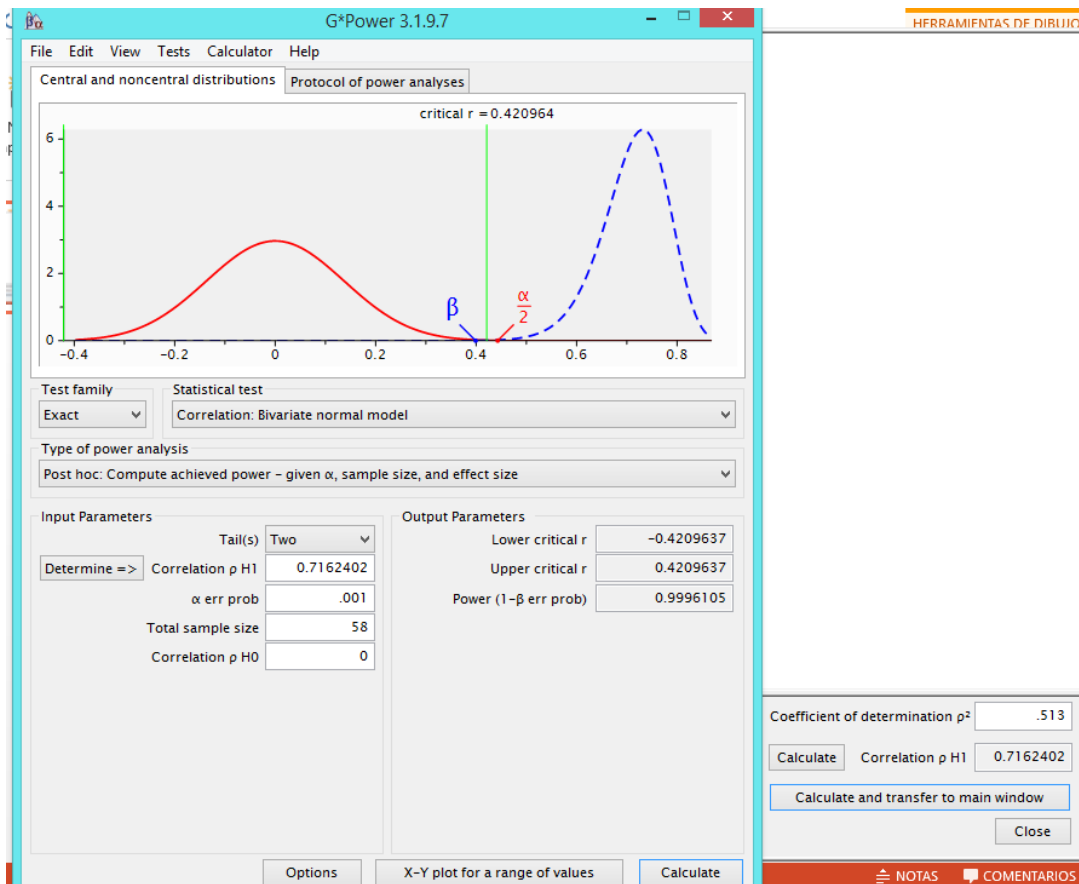 G*Power 3.1.9.7
HERRAMIENTAS DE DIBUJO
File Edit View Tests Calculator Help
Central and noncentral distributions Protocol of power analyses
critical r = 0.420964
6
4
2
0
β α/2
-0.4 -0.2 0 0.2 0.4 0.6 0.8
Test family Statistical test
Exact Correlation: Bivariate normal model
Type of power analysis
Post hoc: Compute achieved power - given α, sample size, and effect size
Input Parameters
Tail(s) Two
Determine => Correlation ρ H1 0.7162402
α err prob .001
Total sample size 58
Correlation ρ H0 0
Output Parameters
Lower critical r -0.4209637
Upper critical r 0.4209637
Power (1-β err prob) 0.9996105
Coefficient of determination ρ² .513
Calculate Correlation ρ H1 0.7162402
Calculate and transfer to main window
Close
Options X-Y plot for a range of values Calculate
NOTAS COMENTARIOS